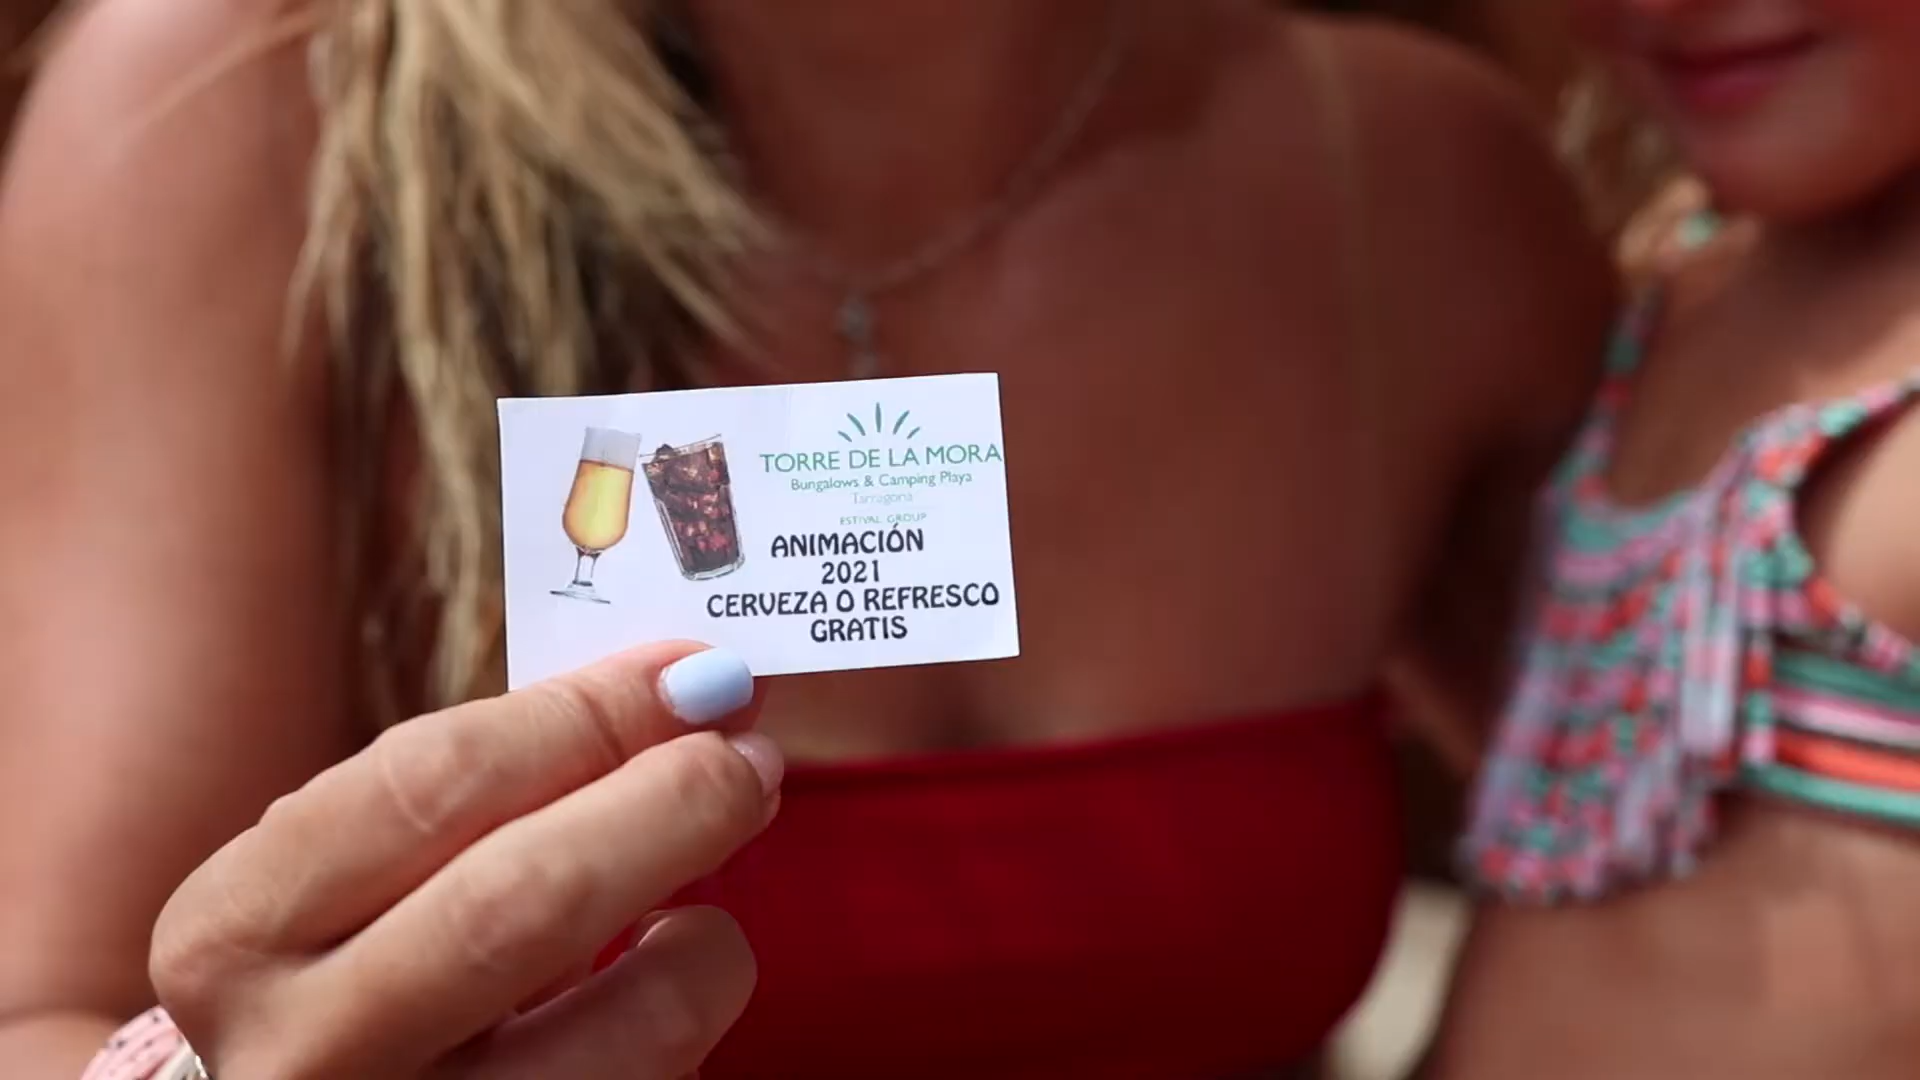 TORRE DE LA MORA
Bungalows & Camping Playa
Tarragona
ESTIVAL GROUP
ANIMACIÓN
2021
CERVEZA O REFRESCO
GRATIS